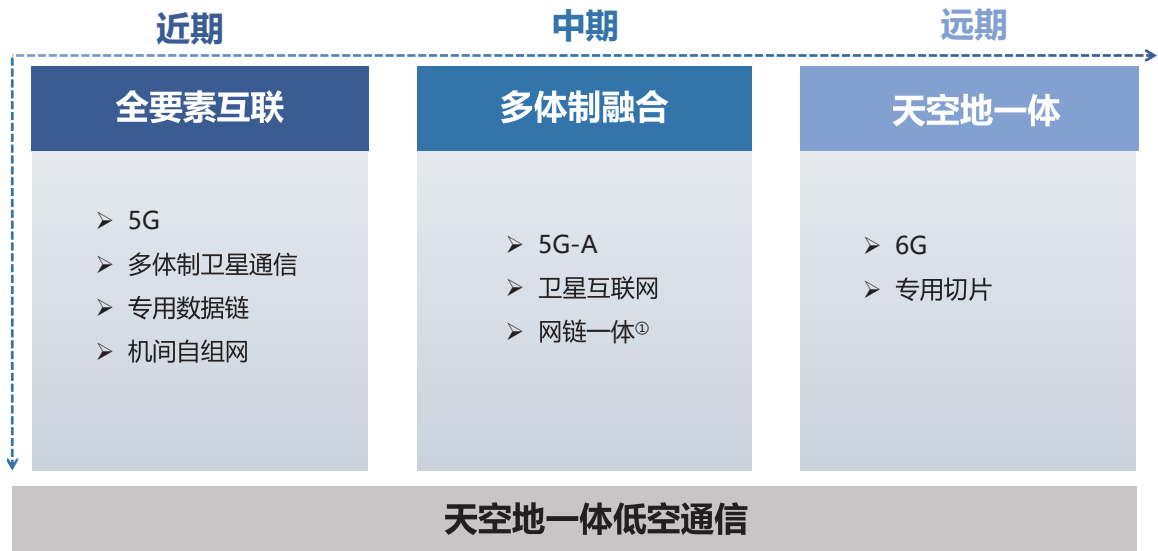 近期
中期
远期
全要素互联
多体制融合
天空地一体
5G
多体制卫星通信
专用数据链
机间自组网
5G-A
卫星互联网
网链一体①
6G
专用切片
天空地一体低空通信